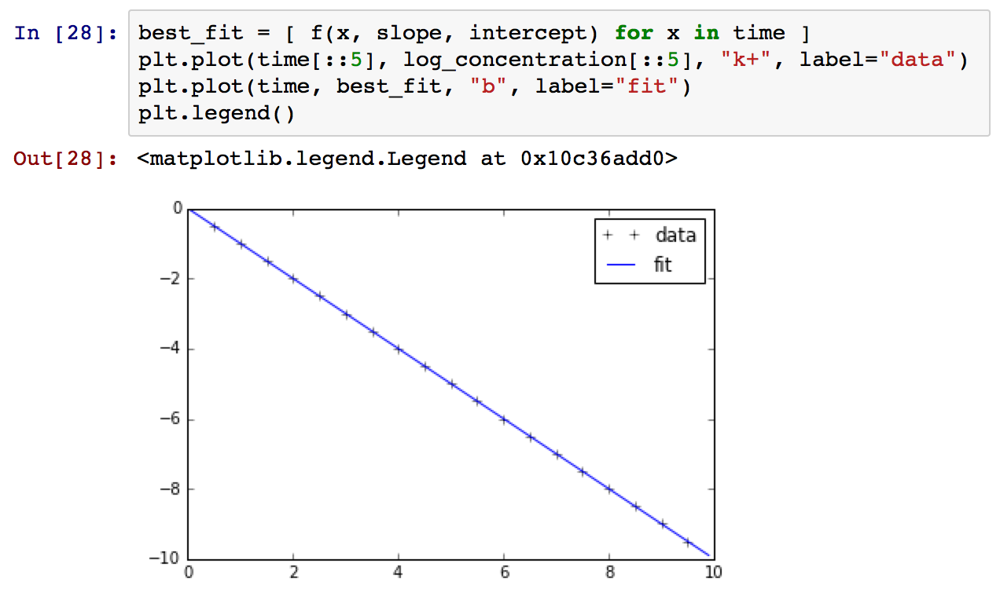 In [28]: best_fit = [ f(x, slope, intercept) for x in time ]
plt.plot(time[::5], log_concentration[::5], "k+", label="data")
plt.plot(time, best_fit, "b", label="fit")
plt.legend()
Out[28]: <matplotlib.legend.Legend at 0x10c36add0>
0
data
fit
−2
−4
−6
−8
−10
0 2 4 6 8 10